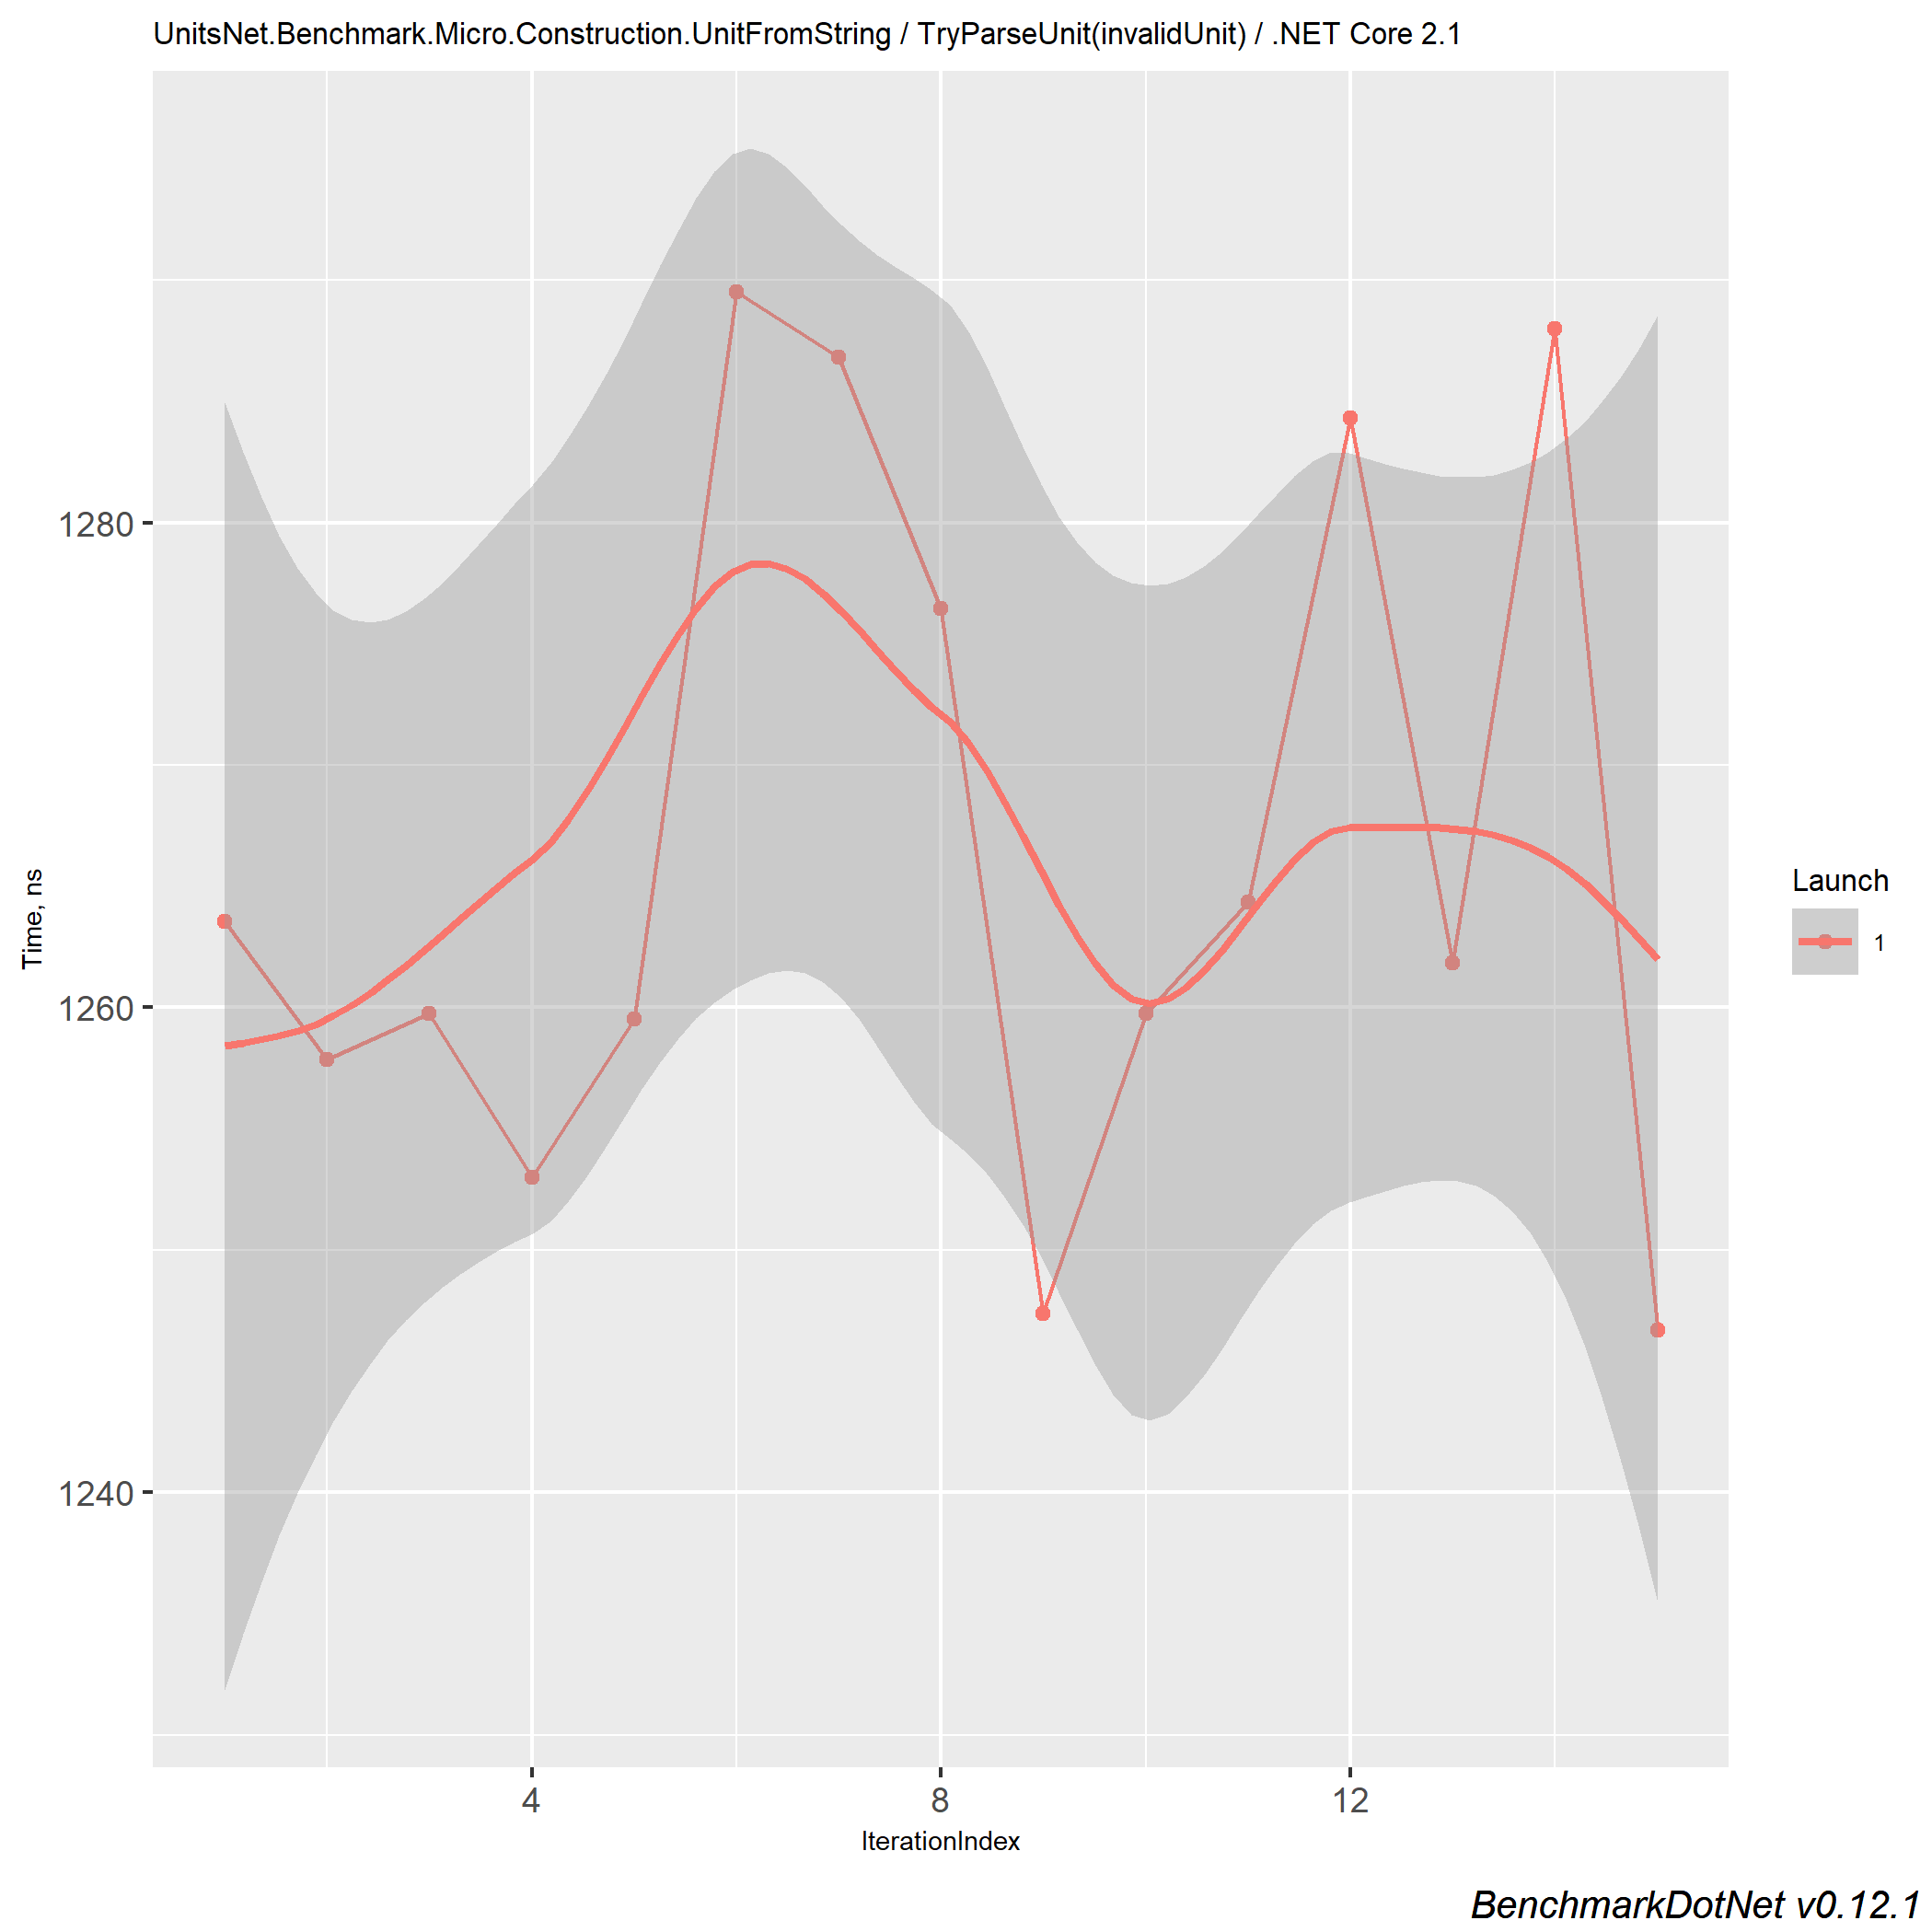 UnitsNet.Benchmark.Micro.Construction.UnitFromString / TryParseUnit(invalidUnit) / .NET Core 2.1
1280
1260
1240
Time, ns
4 8 12
IterationIndex
Launch
1
BenchmarkDotNet v0.12.1